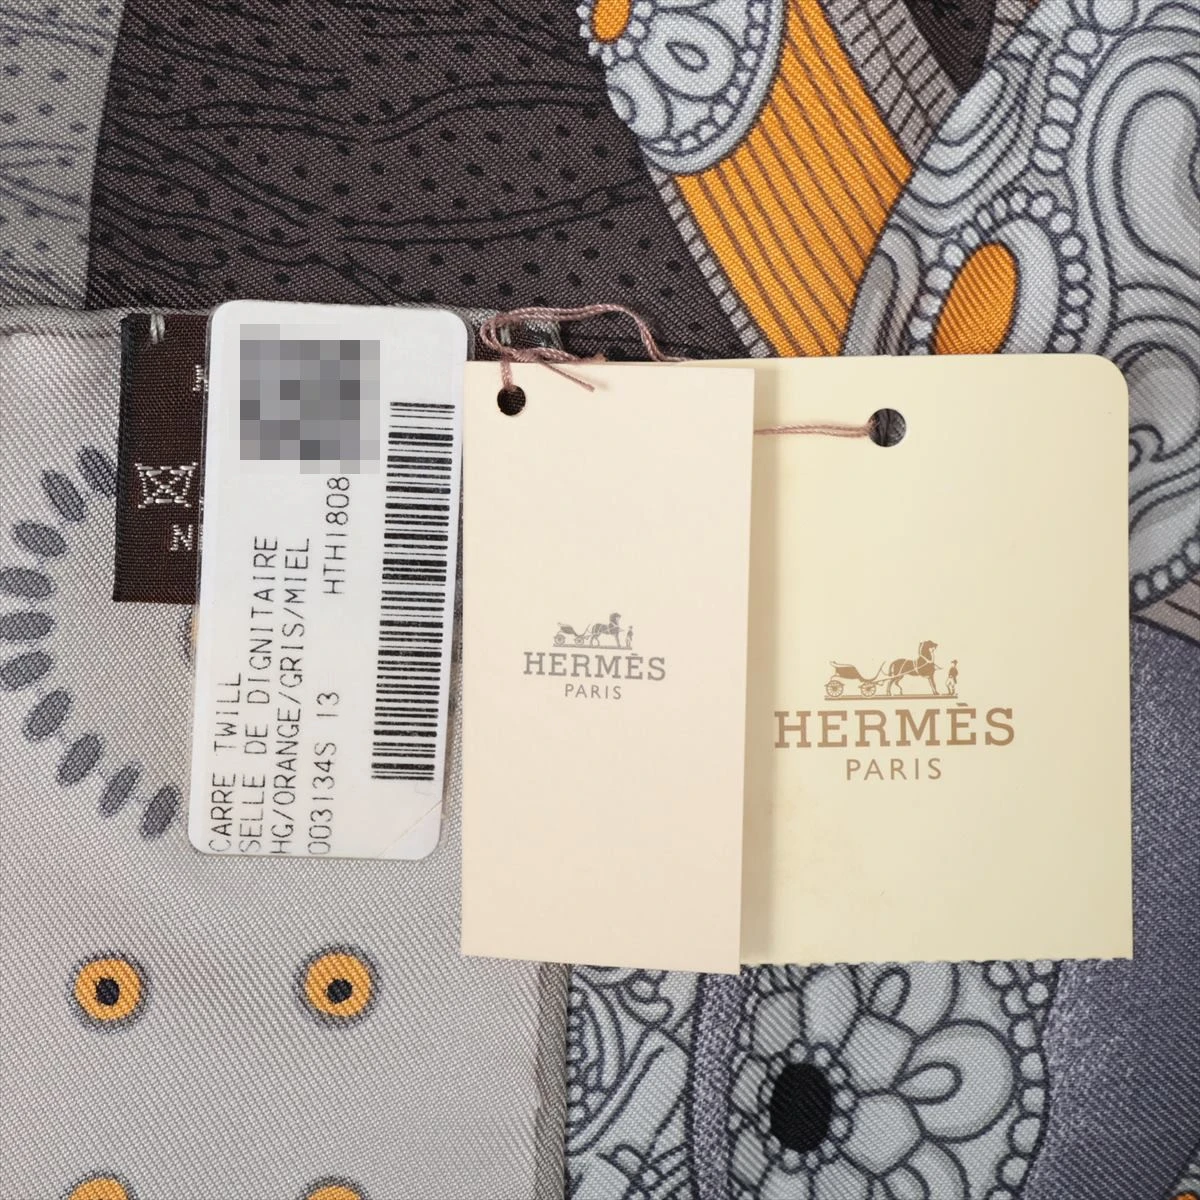 CARRE TWILL
SELLE DE DIGNITAIRE
HG/ORANGE/GRIS/MIEL
003134S 13
HTH1808
HERMÈS
PARIS
HERMÈS
PARIS